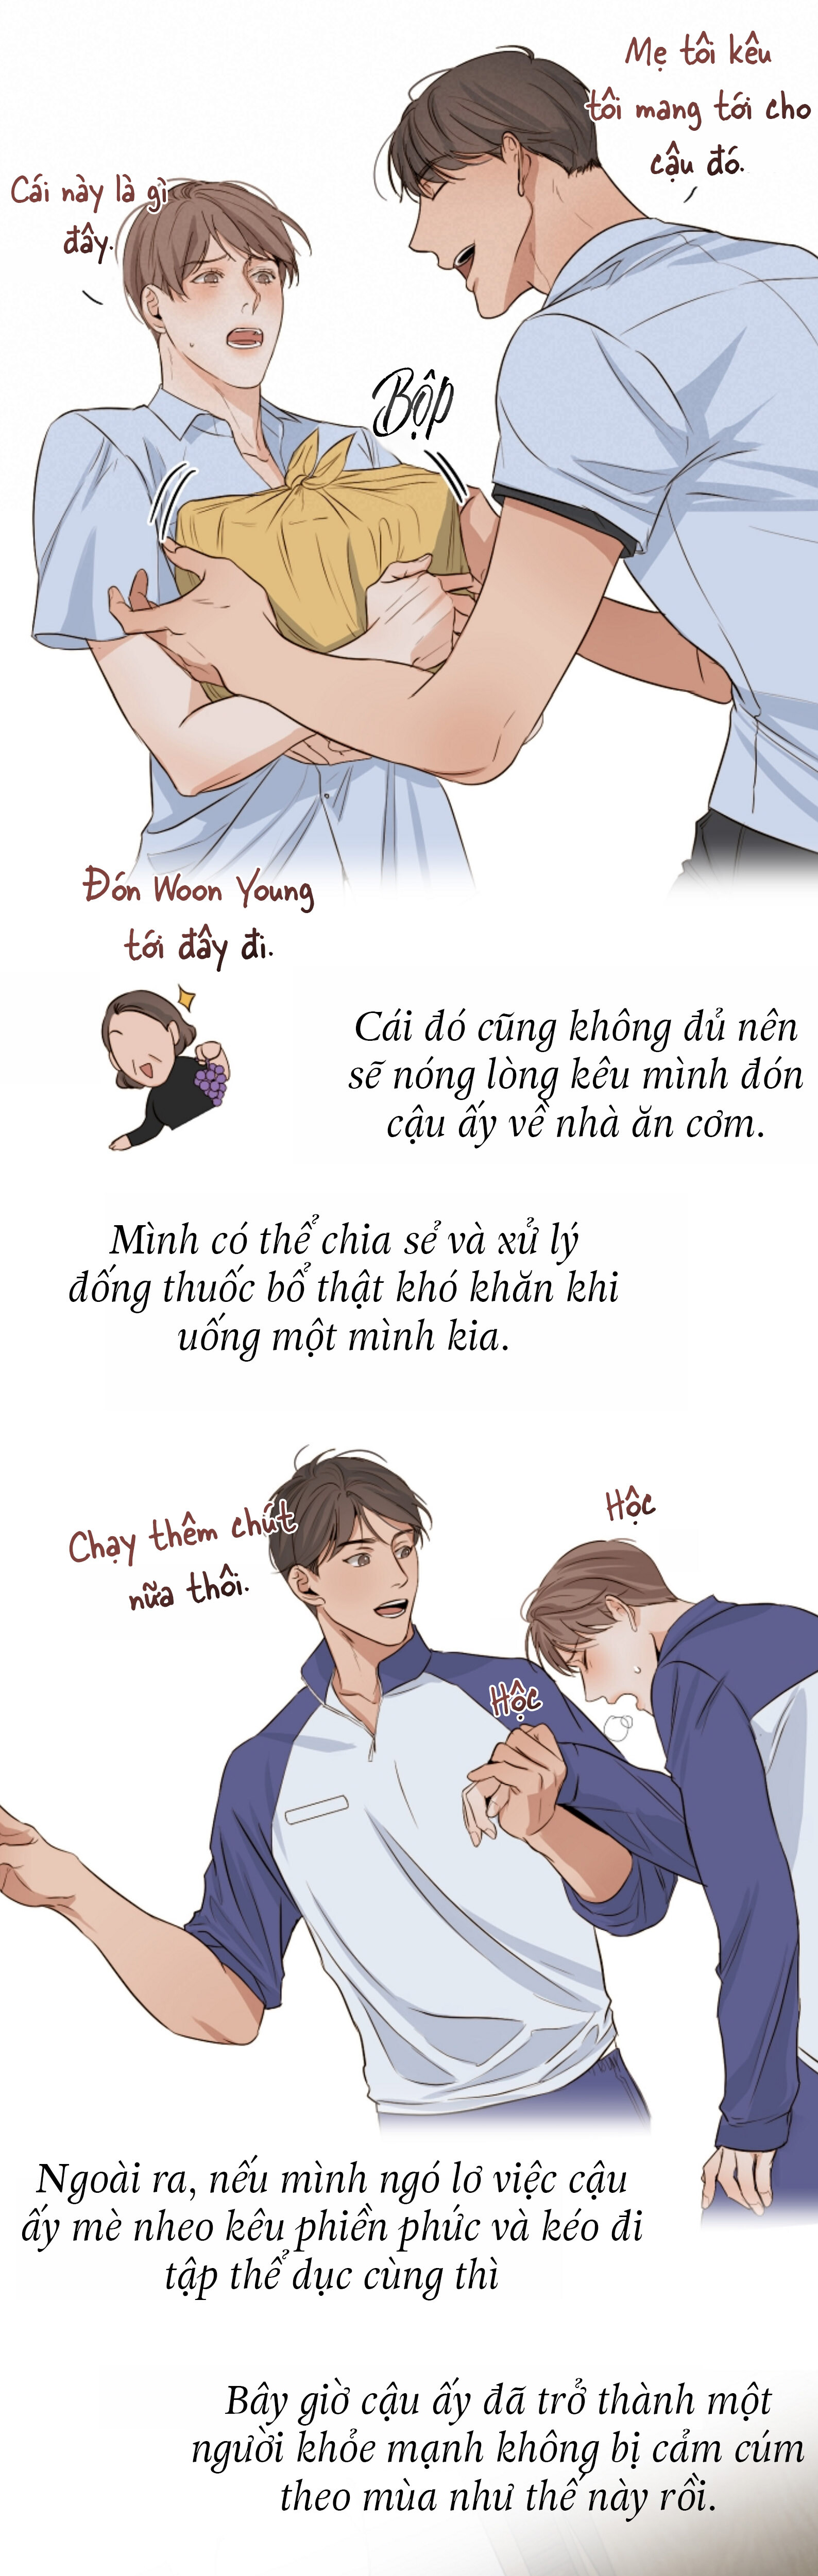 Mẹ tôi kêu
tôi mang tới cho
cậu đó.
Cái này là gì
đây.
Bộp
Đón Woon Young
tới đây đi.
Cái đó cũng không đủ nên
sẽ nóng lòng kêu mình đón
cậu ấy về nhà ăn cơm.
Mình có thể chia sẻ và xử lý
đống thuốc bổ thật khó khăn khi
uống một mình kia.
Chạy thêm chút
nữa thôi.
Hộc
Hộc
Ngoài ra, nếu mình ngó lơ việc cậu
ấy mè nheo kêu phiền phức và kéo đi
tập thể dục cùng thì
Bây giờ cậu ấy đã trở thành một
người khỏe mạnh không bị cảm cúm
theo mùa như thế này rồi.